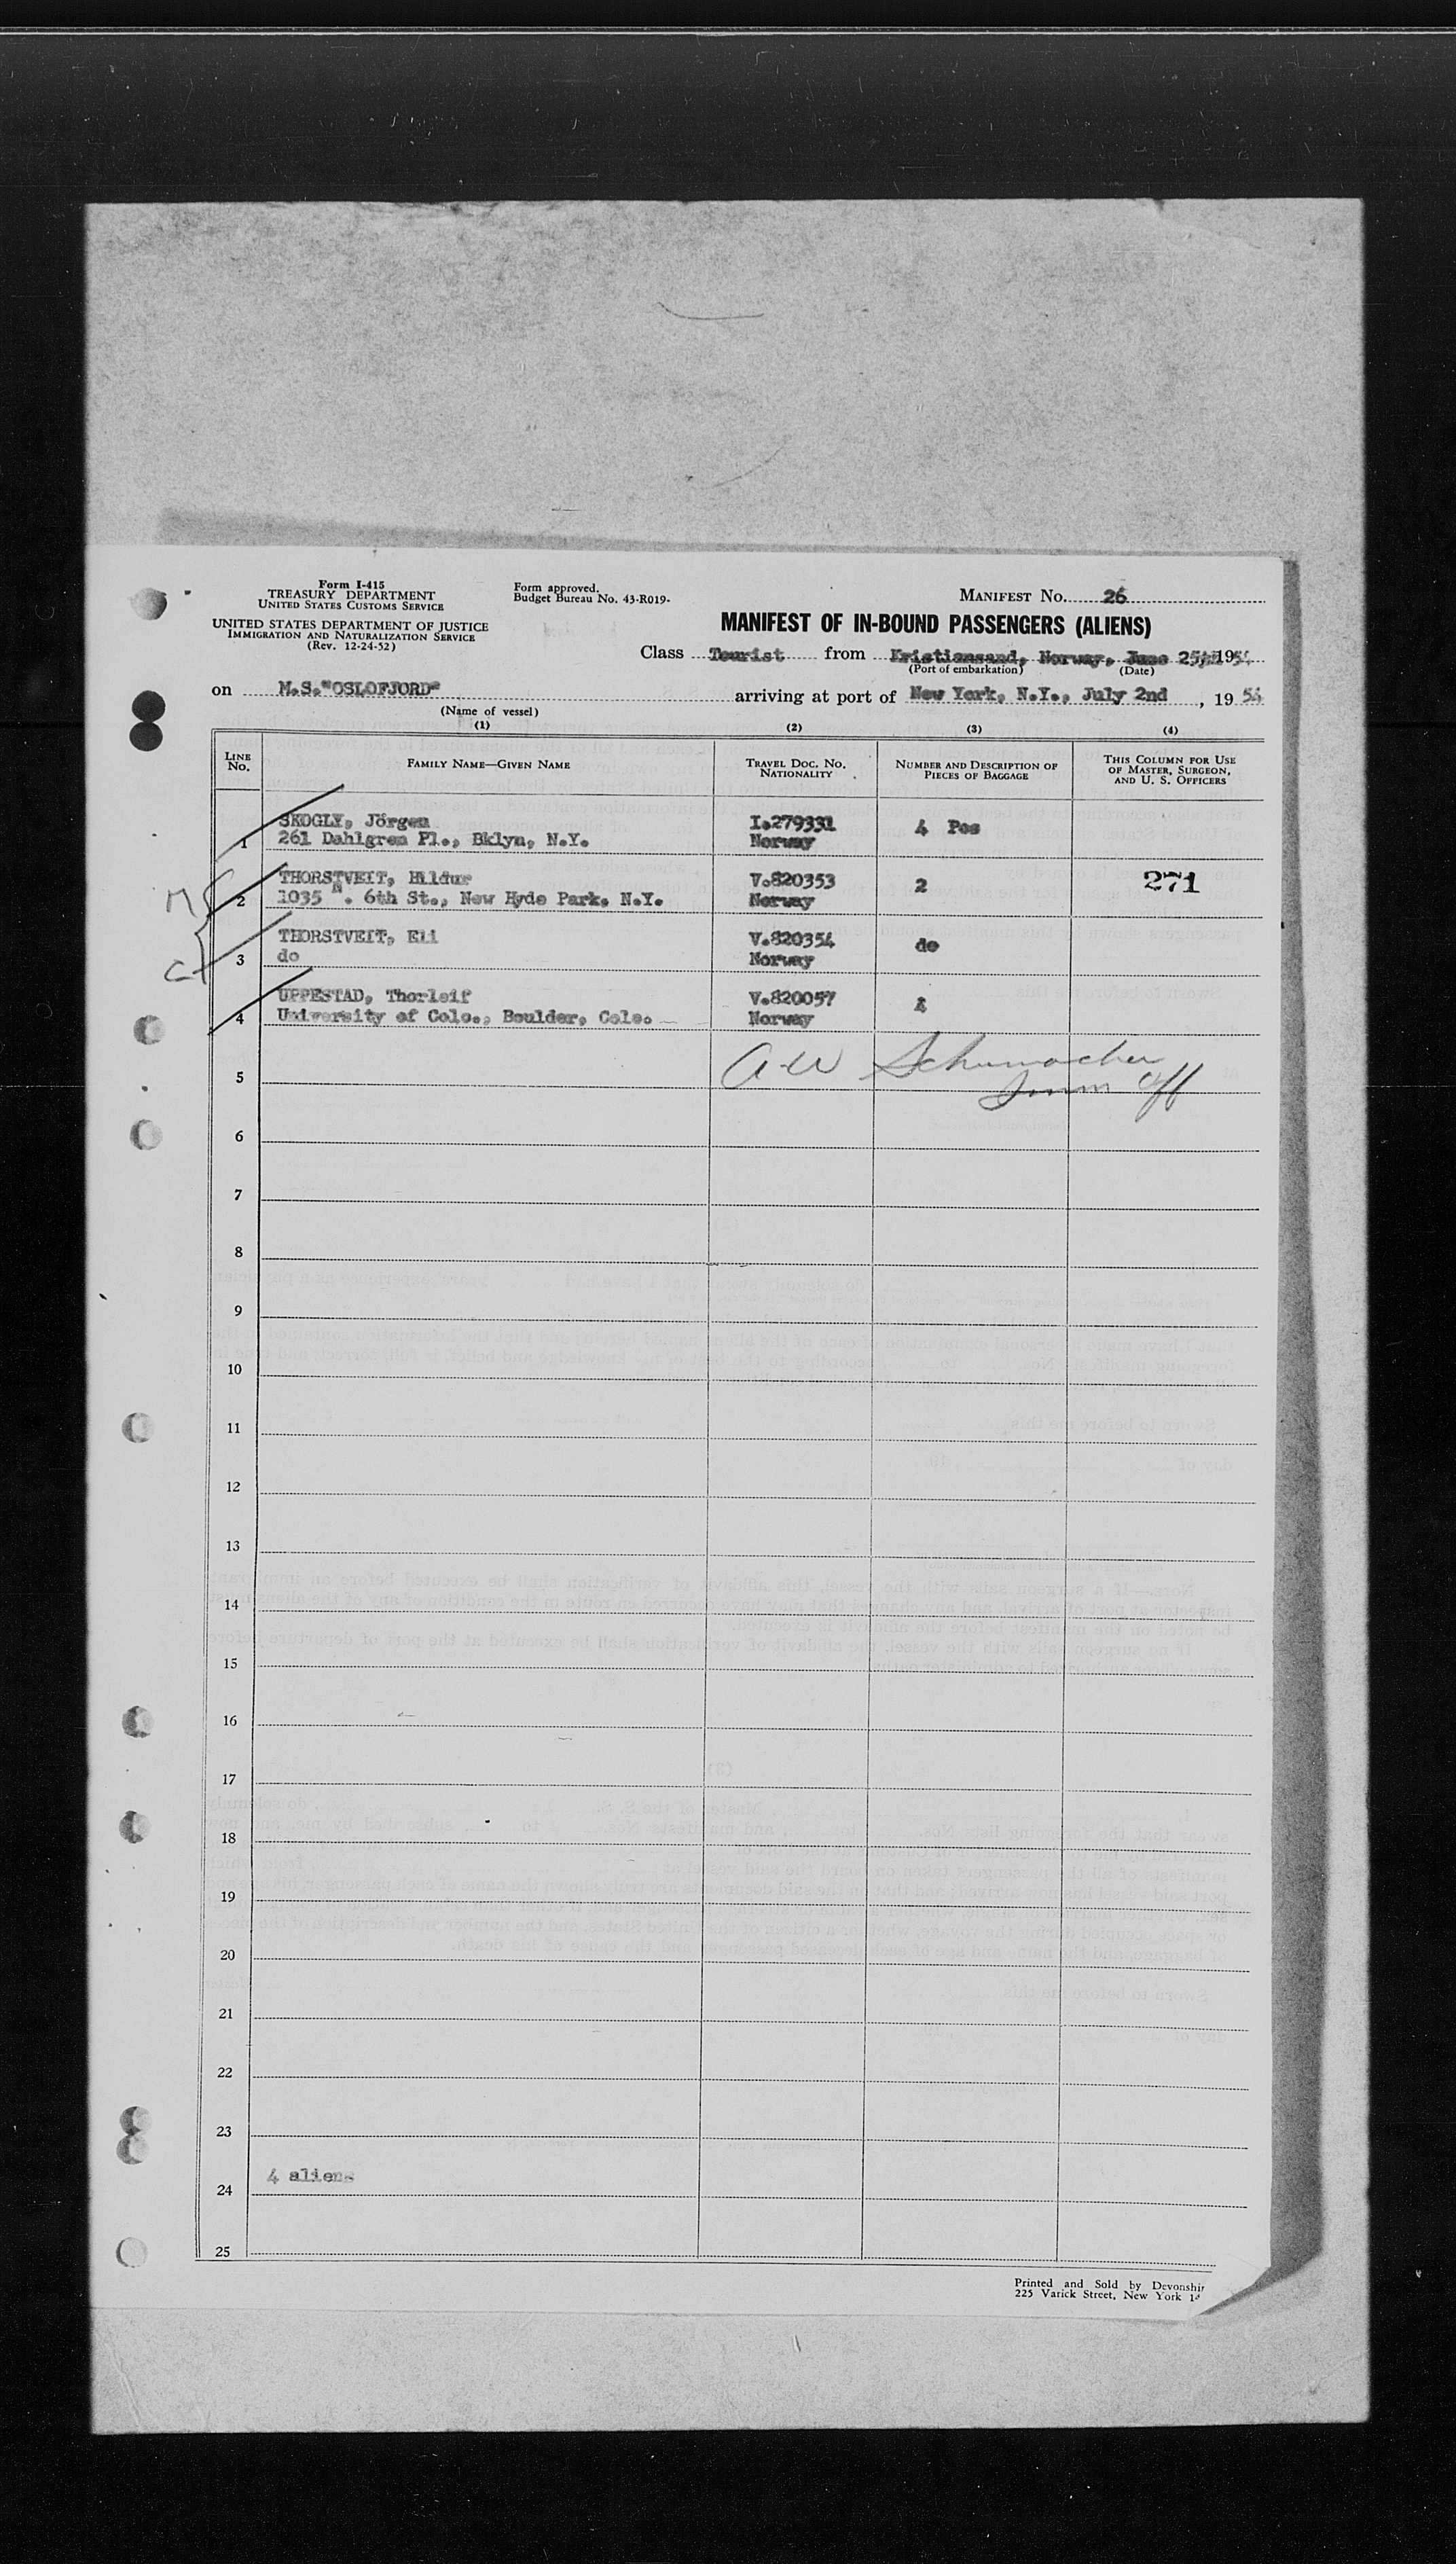 Form I-415
TREASURY DEPARTMENT
UNITED STATES CUSTOMS SERVICE
UNITED STATES DEPARTMENT OF JUSTICE
IMMIGRATION AND NATURALIZATION SERVICE
(Rev. 12-24-52)
Form approved.
Budget Bureau No. 43-R019-
MANIFEST NO. 26
MANIFEST OF IN-BOUND PASSENGERS (ALIENS)
Class Tourist from Kristiansand, Norway, June 25th 1954
(Port of embarkation) (Date)
on M.S."OSLOFJORD" arriving at port of New York, N.Y., July 2nd, 1954
(Name of vessel)
(1) (2) (3) (4)
LINE NO. FAMILY NAME—GIVEN NAME TRAVEL DOC. NO. NATIONALITY NUMBER AND DESCRIPTION OF PIECES OF BAGGAGE THIS COLUMN FOR USE OF MASTER, SURGEON, AND U. S. OFFICERS
SKOGLY, Jörgen I.279331 4 Pcs
1 261 Dahlgren Pl., Bklyn, N.Y. Norway
THORSTVEIT, Hildur V.820353 2 271
2 1035 N. 6th St., New Hyde Park, N.Y. Norway
THORSTVEIT, Eli V.820354 do
3 do Norway
UPPESTAD, Thorleif V.820057 4
4 University of Colo., Boulder, Colo. Norway
A W Schumacher
Imm Off
5
6
7
8
9
10
11
12
13
14
15
16
17
18
19
20
21
22
23
4 aliens
24
25
Printed and Sold by
225 Varick Street, New York